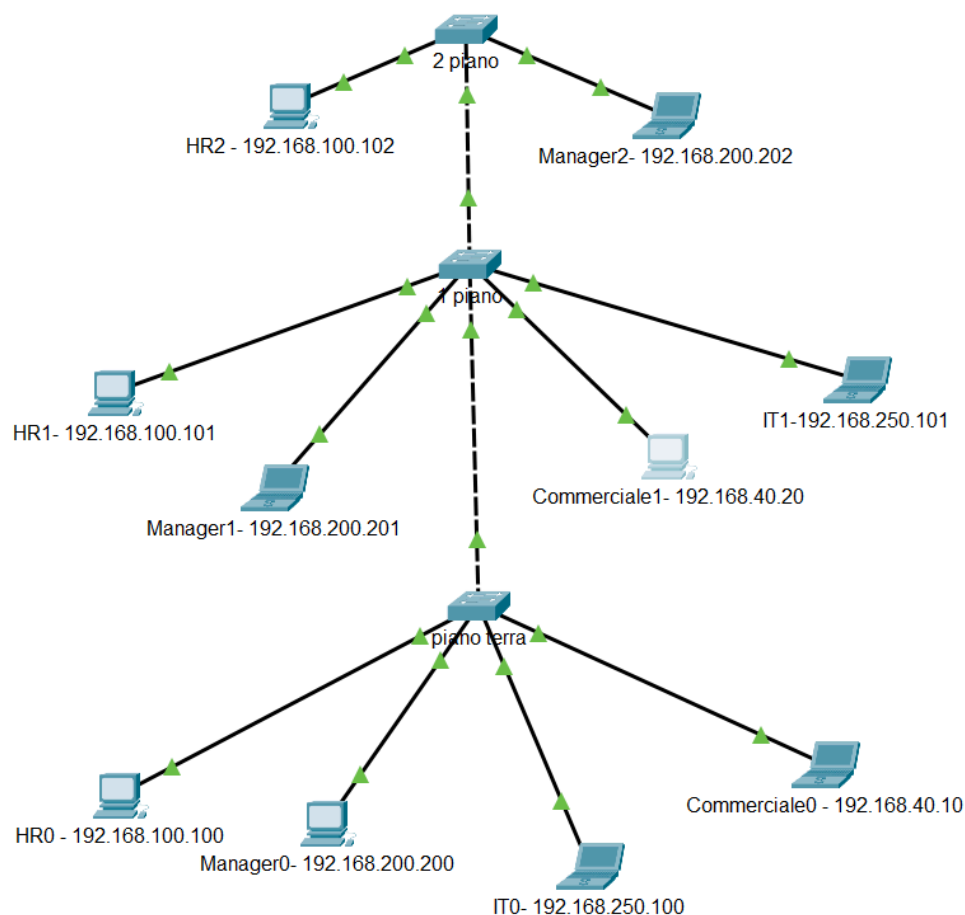 2 piano
HR2 - 192.168.100.102
Manager2- 192.168.200.202
1 piano
HR1- 192.168.100.101
IT1-192.168.250.101
Manager1- 192.168.200.201
Commerciale1- 192.168.40.20
piano terra
HR0 - 192.168.100.100
Manager0- 192.168.200.200
IT0- 192.168.250.100
Commerciale0 - 192.168.40.10